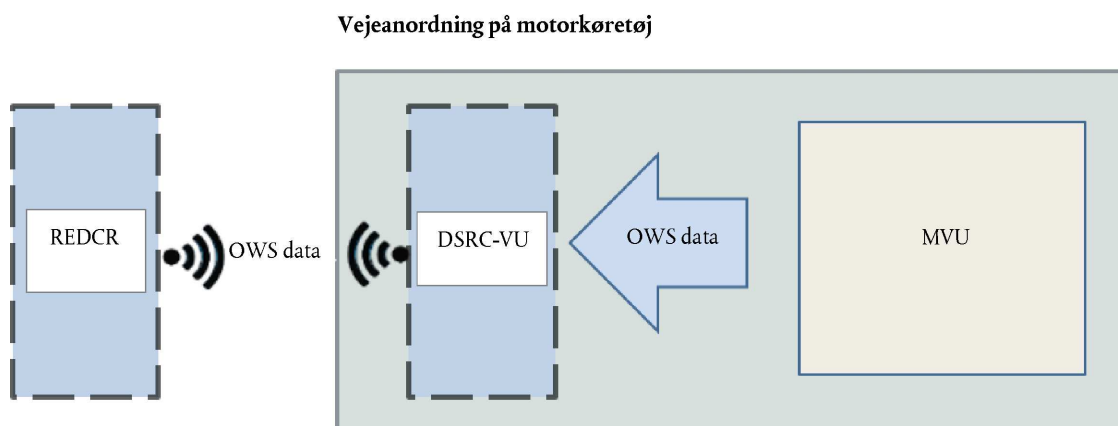 Vejeanordning på motorkøretøj
REDCR
OWS data
DSRC-VU
OWS data
MVU